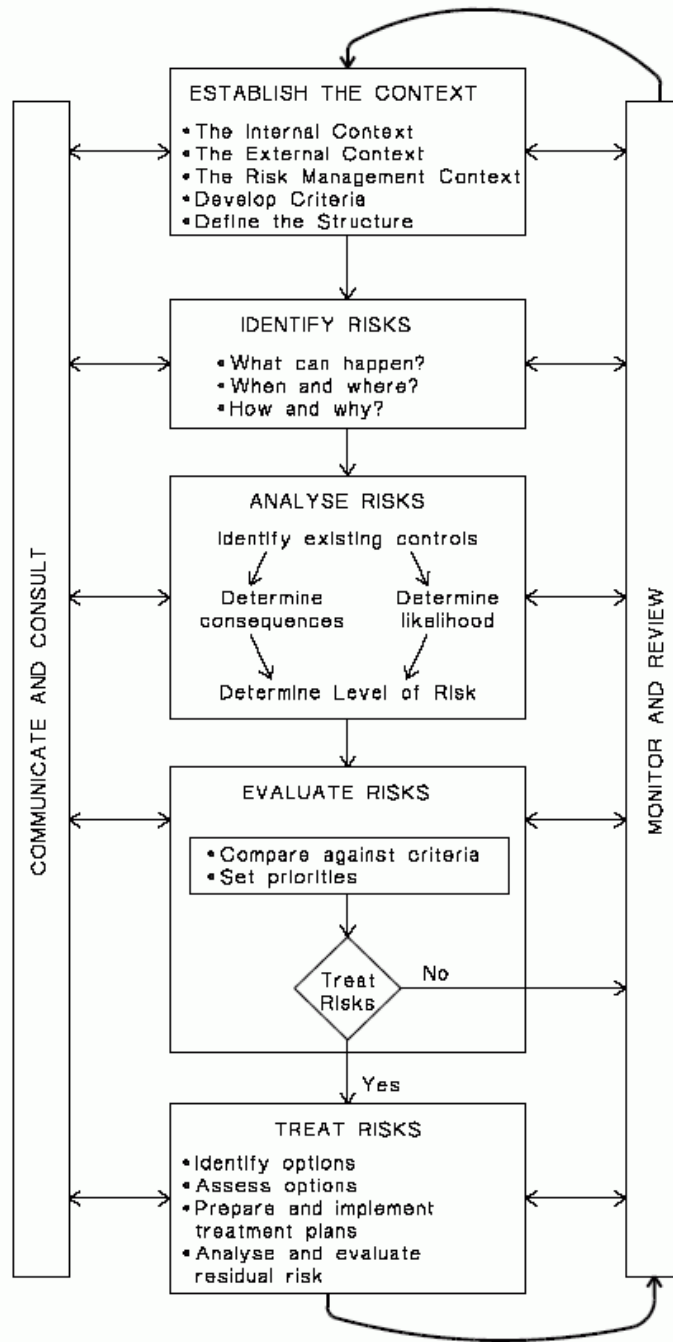 ESTABLISH THE CONTEXT
• The Internal Context
• The External Context
• The Risk Management Context
• Develop Criteria
• Define the Structure
IDENTIFY RISKS
• What can happen?
• When and where?
• How and why?
ANALYSE RISKS
Identify existing controls
Determine
consequences
Determine
likelihood
Determine Level of Risk
EVALUATE RISKS
• Compare against criteria
• Set priorities
Treat
Risks
No
Yes
TREAT RISKS
• Identify options
• Assess options
• Prepare and implement
treatment plans
• Analyse and evaluate
residual risk
COMMUNICATE AND CONSULT
MONITOR AND REVIEW